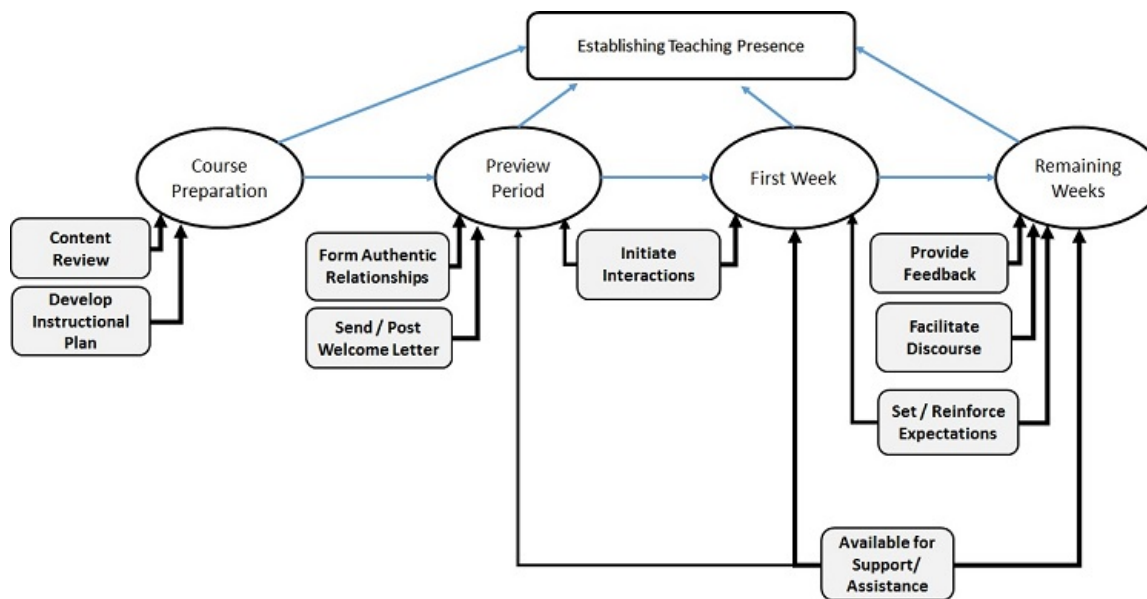 Establishing Teaching Presence
Course
Preparation
Preview
Period
First Week
Remaining
Weeks
Content
Review
Develop
Instructional
Plan
Form Authentic
Relationships
Send / Post
Welcome Letter
Initiate
Interactions
Provide
Feedback
Facilitate
Discourse
Set / Reinforce
Expectations
Available for
Support/
Assistance